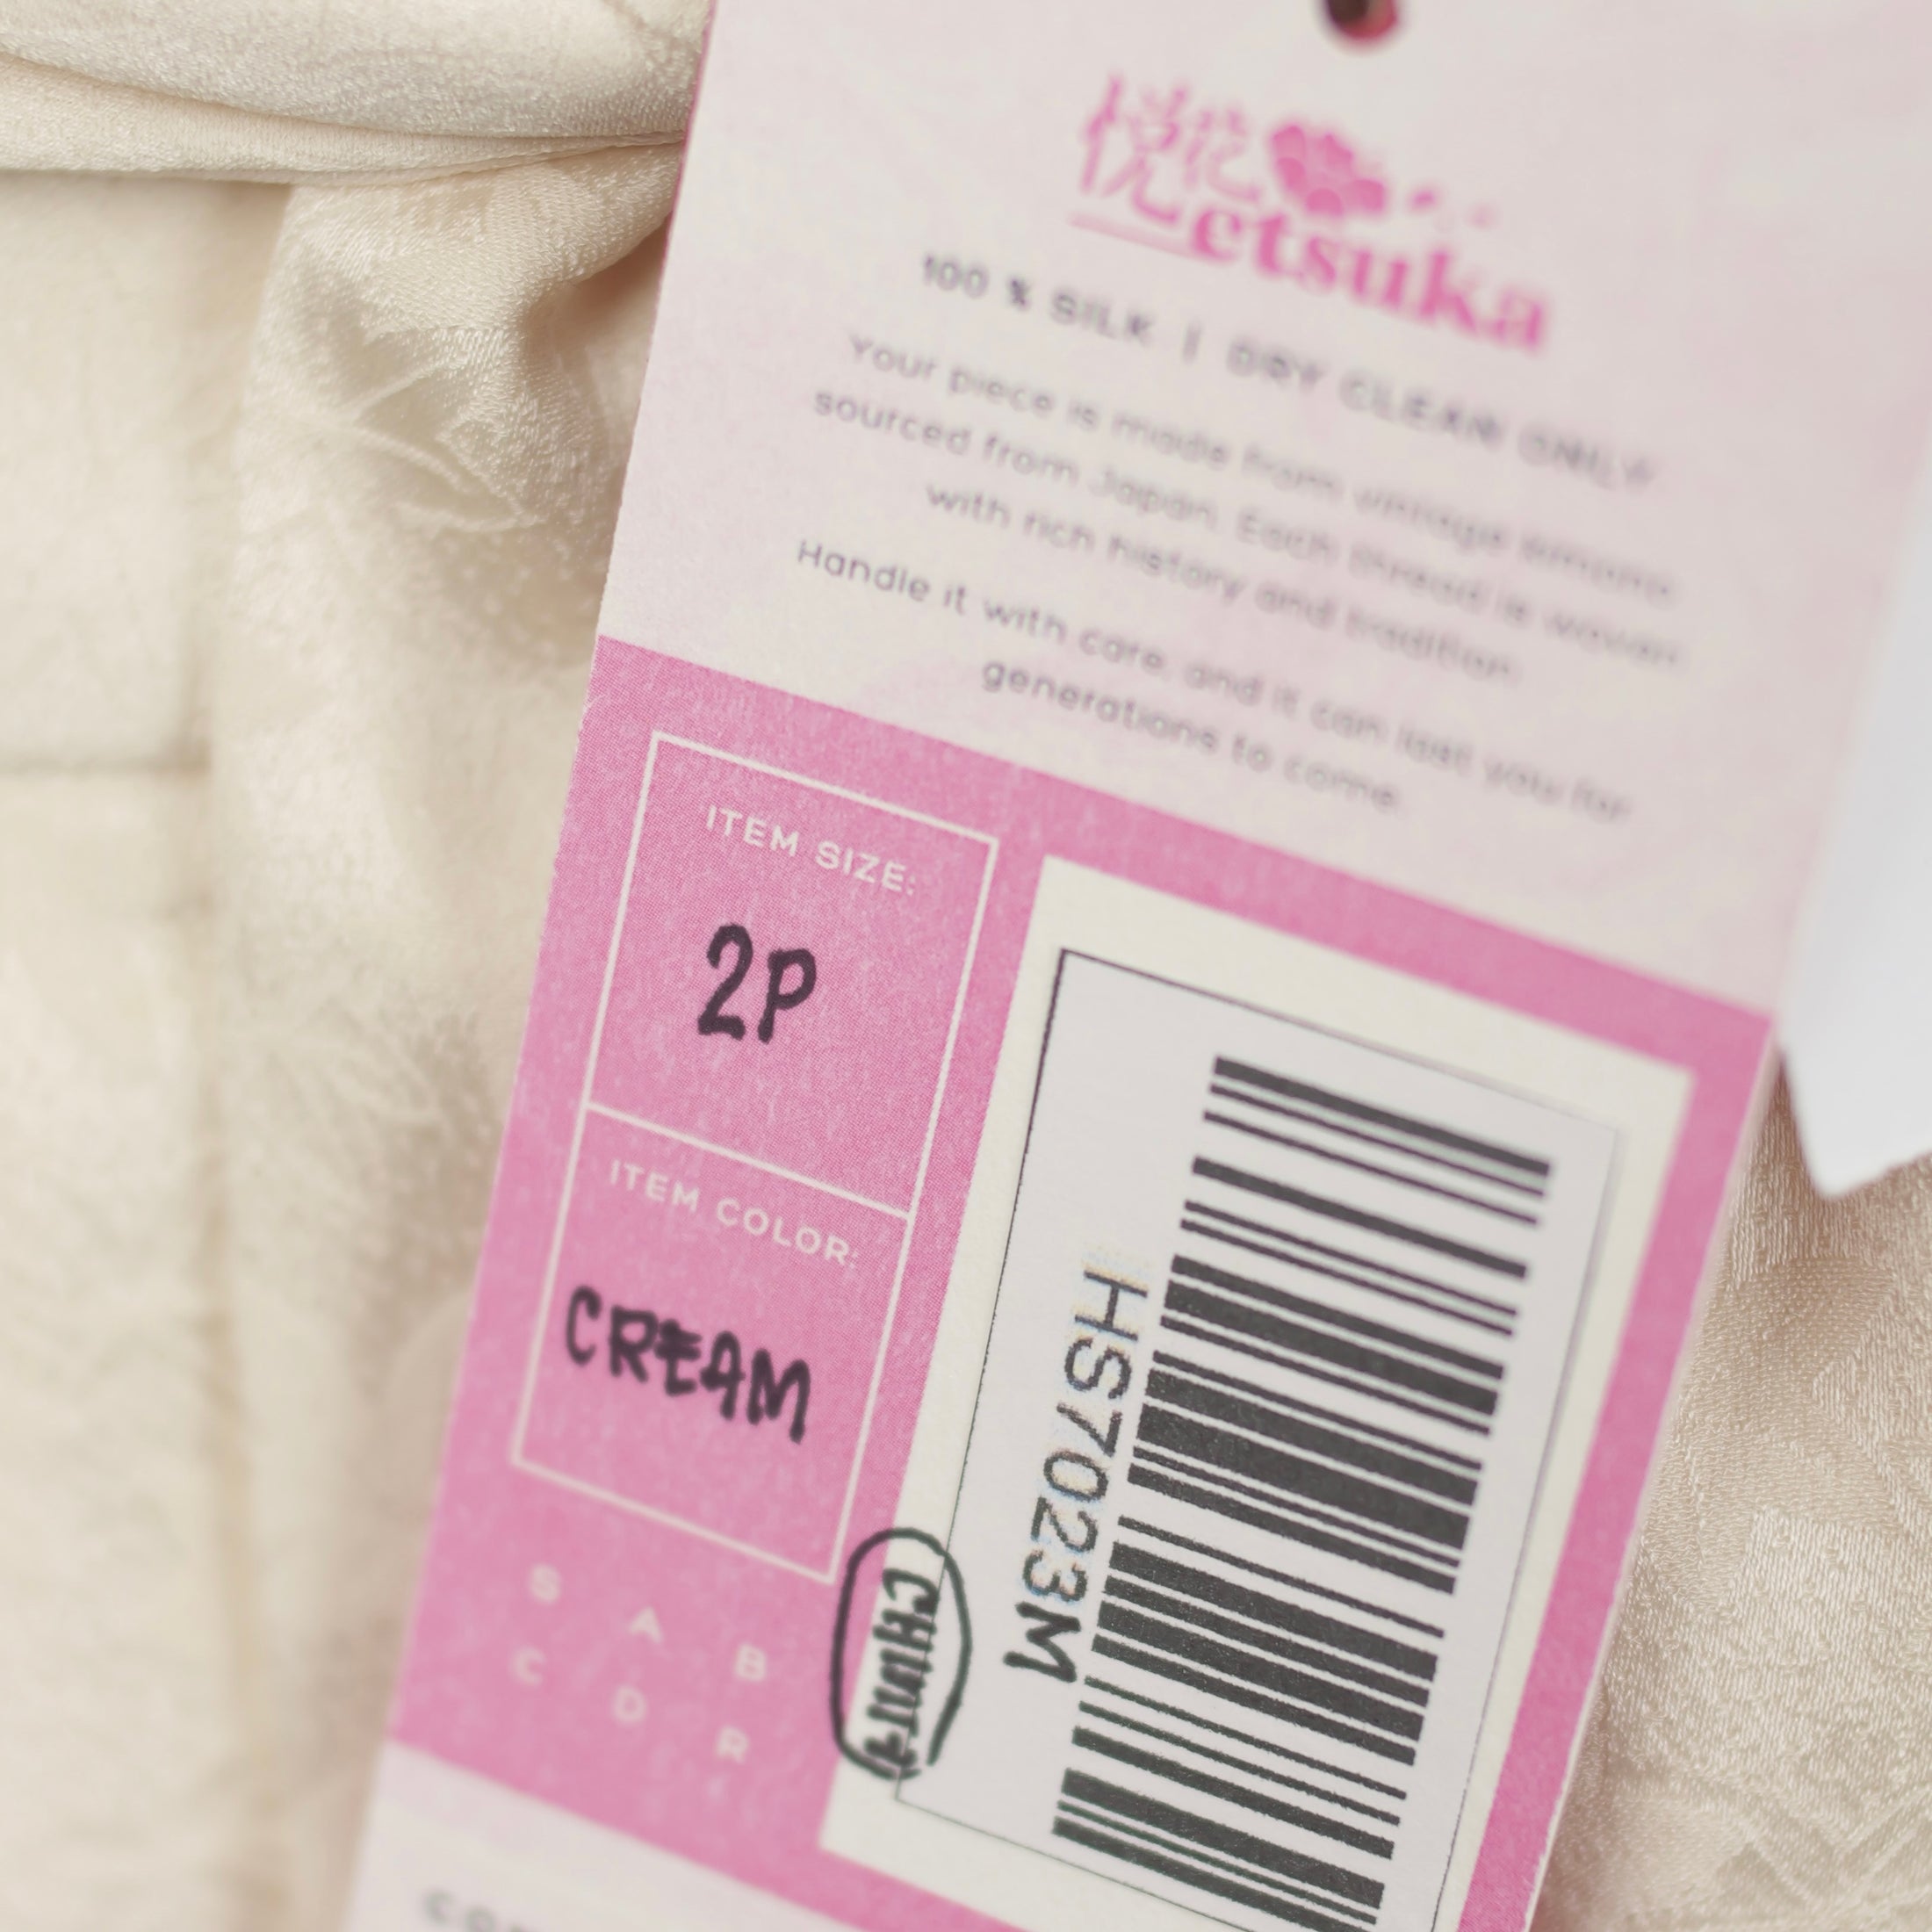 悦花
etsuka
100 % SILK | DRY CLEAN ONLY
Your piece is made from vintage kimono
sourced from Japan. Each thread is woven
with rich history and tradition.
Handle it with care, and it can last you for
generations to come.
ITEM SIZE:
2P
ITEM COLOR:
CREAM
S A B
C D R
HS7023M